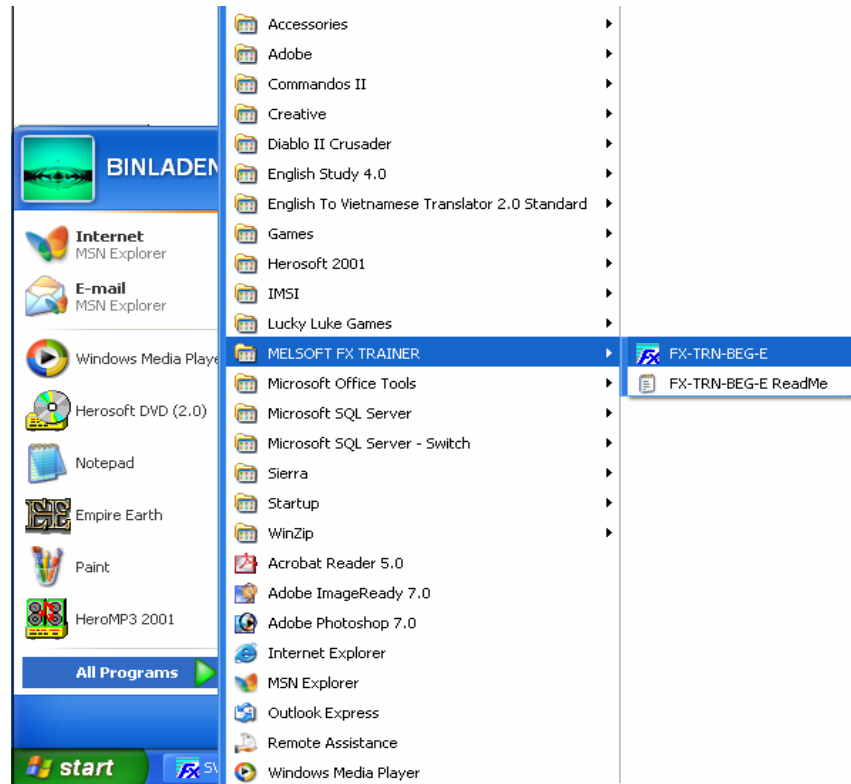 BINLADEN
Internet
MSN Explorer
E-mail
MSN Explorer
Windows Media Playe
Herosoft DVD (2.0)
Notepad
Empire Earth
Paint
HeroMP3 2001
All Programs
start
Accessories
Adobe
Commandos II
Creative
Diablo II Crusader
English Study 4.0
English To Vietnamese Translator 2.0 Standard
Games
Herosoft 2001
IMSI
Lucky Luke Games
MELSOFT FX TRAINER
Microsoft Office Tools
Microsoft SQL Server
Microsoft SQL Server - Switch
Sierra
Startup
WinZip
Acrobat Reader 5.0
Adobe ImageReady 7.0
Adobe Photoshop 7.0
Internet Explorer
MSN Explorer
Outlook Express
Remote Assistance
Windows Media Player
FX-TRN-BEG-E
FX-TRN-BEG-E ReadMe